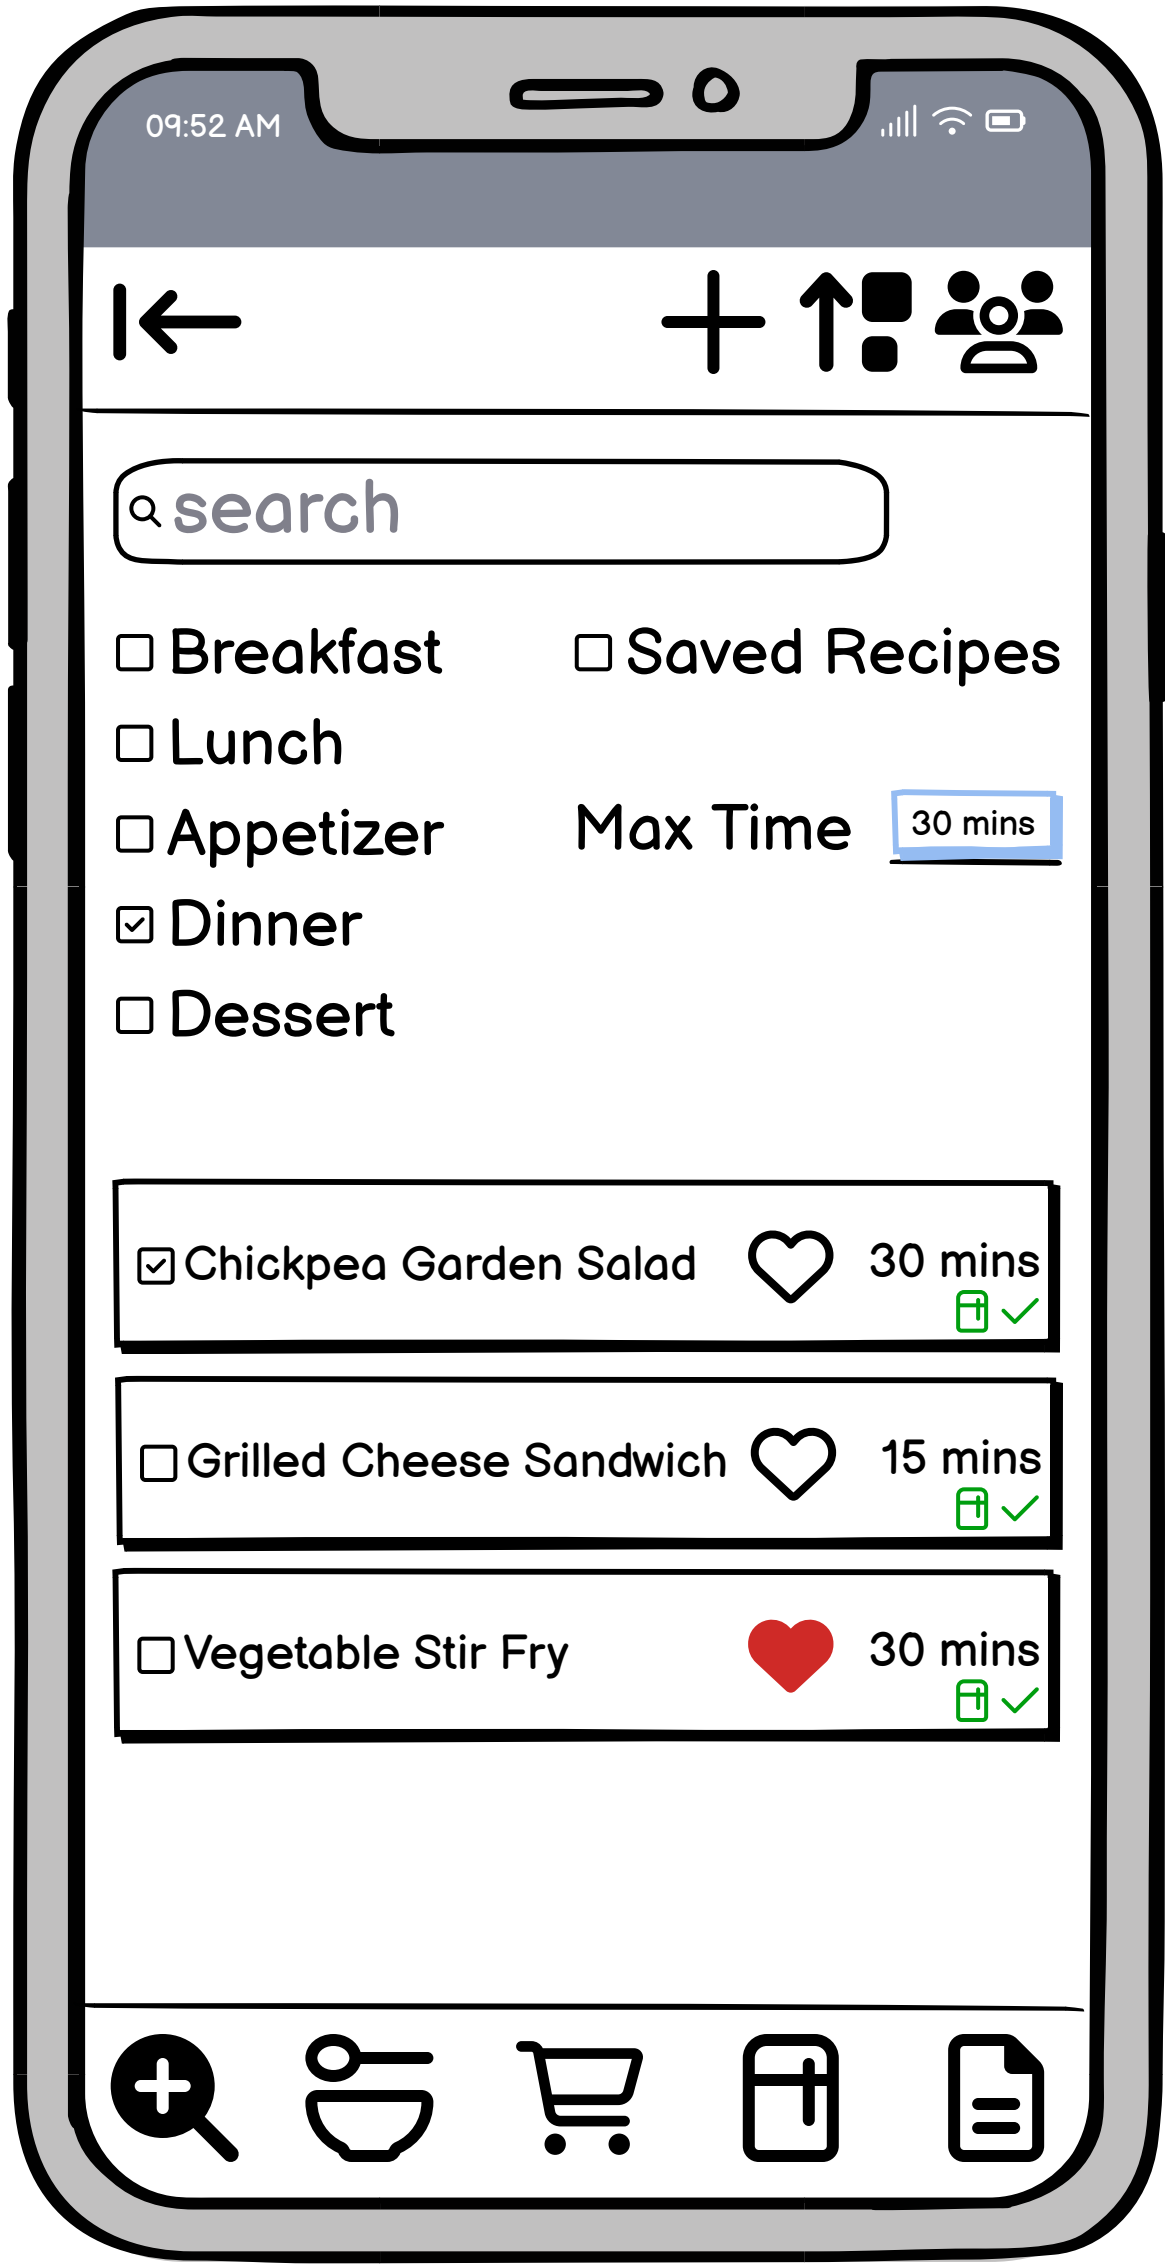 09:52 AM
search
Breakfast
Saved Recipes
Lunch
Appetizer
Max Time
30 mins
Dinner
Dessert
Chickpea Garden Salad
30 mins
Grilled Cheese Sandwich
15 mins
Vegetable Stir Fry
30 mins